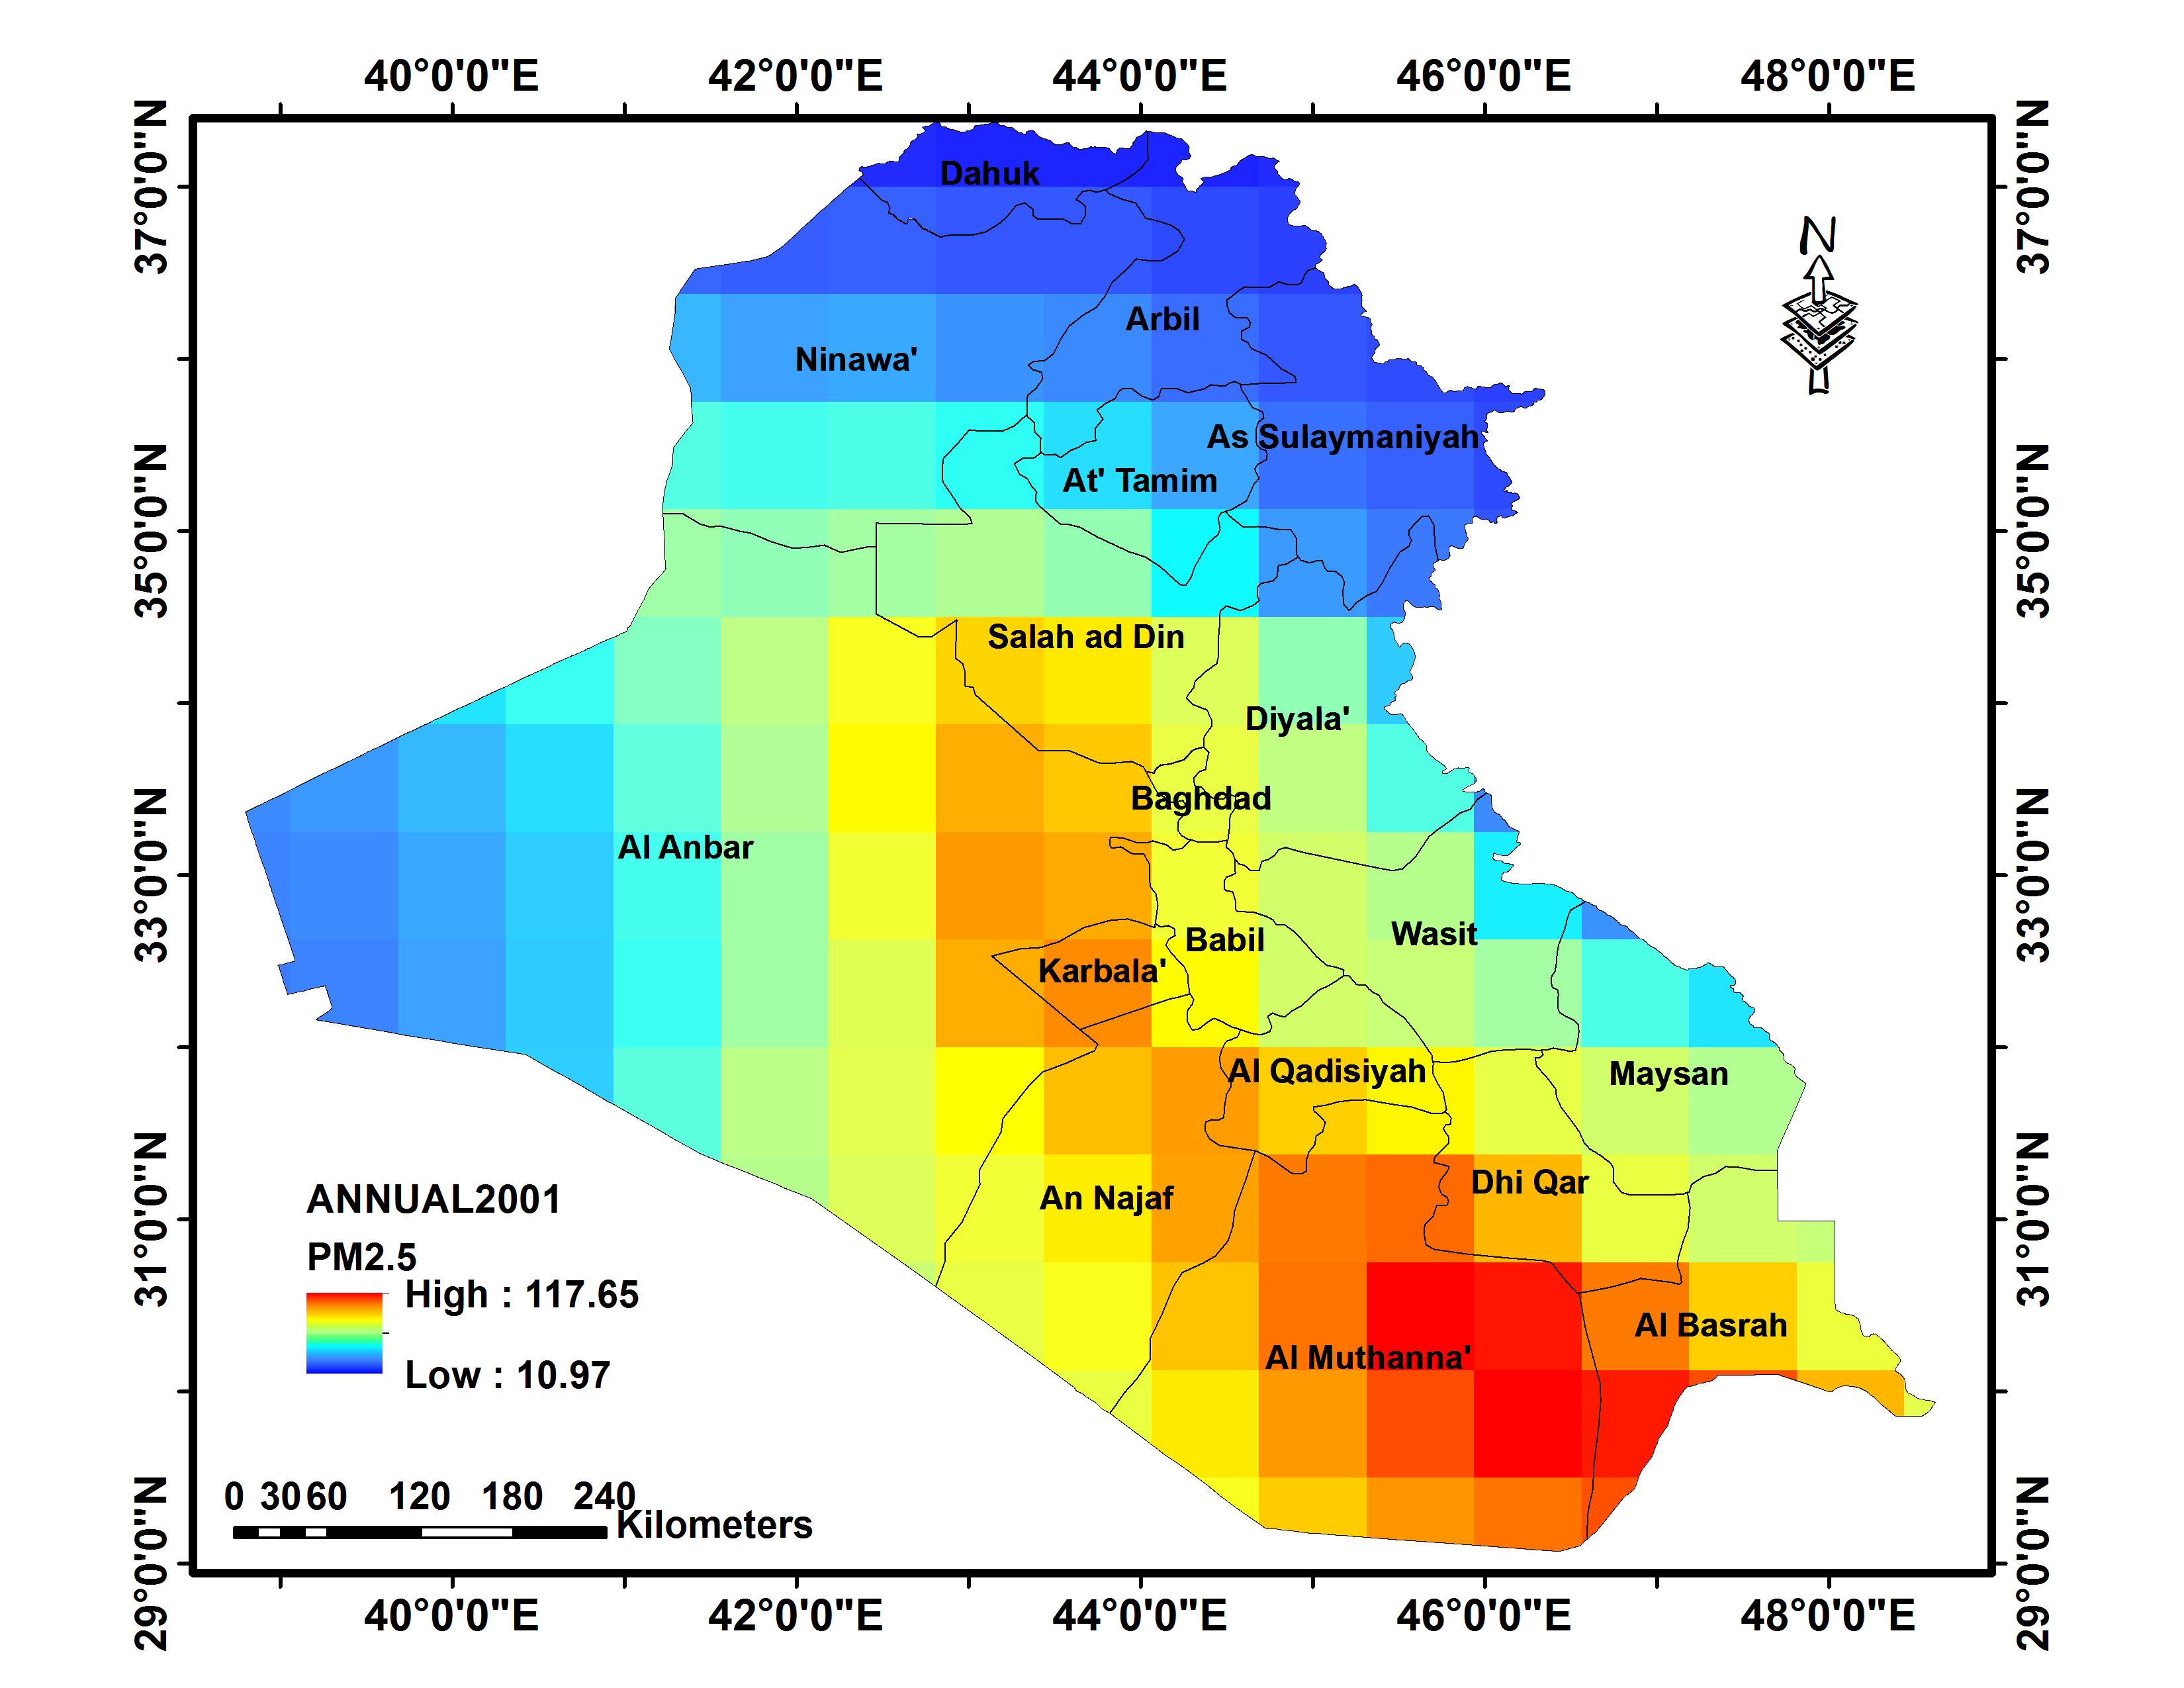 40°0'0"E 42°0'0"E 44°0'0"E 46°0'0"E 48°0'0"E
37°0'0"N
35°0'0"N
33°0'0"N
31°0'0"N
29°0'0"N
37°0'0"N
35°0'0"N
33°0'0"N
31°0'0"N
29°0'0"N
N
Dahuk
Arbil
Ninawa'
As Sulaymaniyah
At' Tamim
Salah ad Din
Diyala'
Baghdad
Al Anbar
Wasit
Babil
Karbala'
Al Qadisiyah
Maysan
Dhi Qar
An Najaf
Al Basrah
Al Muthanna'
ANNUAL2001
PM2.5
High : 117.65
Low : 10.97
0 30 60 120 180 240
Kilometers
40°0'0"E 42°0'0"E 44°0'0"E 46°0'0"E 48°0'0"E